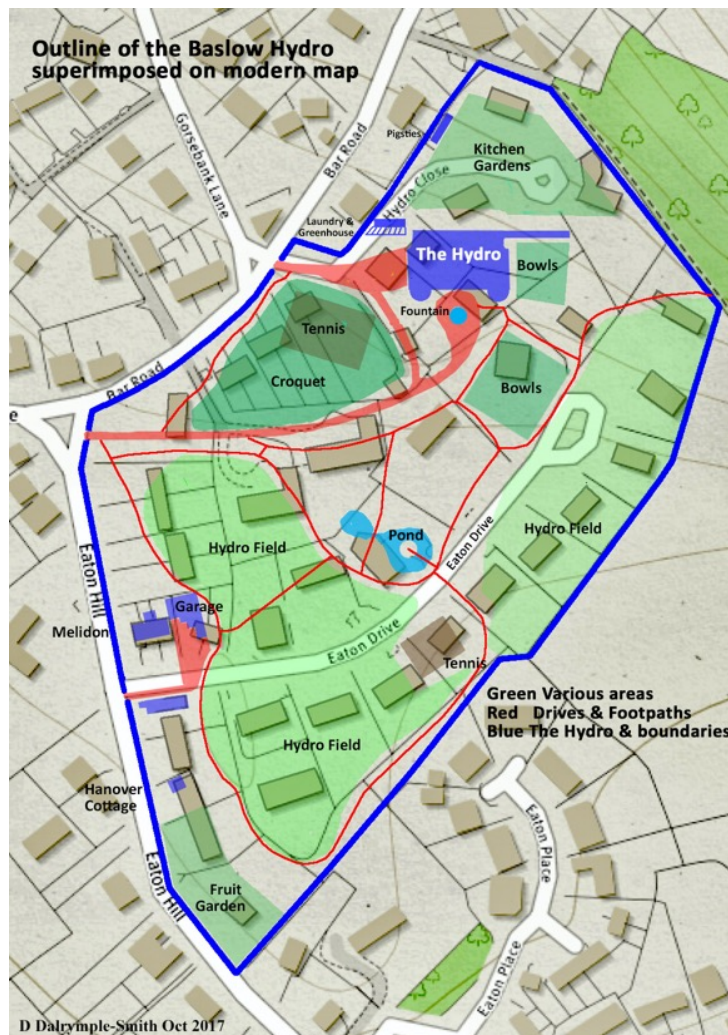 Outline of the Baslow Hydro
superimposed on modern map
Gorsebank Lane
Bar Road
Pigsties
Kitchen
Gardens
Hydro Close
Laundry &
Greenhouse
The Hydro
Bowls
Fountain
Tennis
Croquet
Bowls
Bar Road
e
Pond
Hydro Field
Hydro Field
Eaton Drive
Eaton Hill
Garage
Melidon
Eaton Drive
Tennis
Green Various areas
Red Drives & Footpaths
Blue The Hydro & boundaries
Hydro Field
Hanover
Cottage
Eaton Place
Eaton Hill
Fruit
Garden
Eaton Place
D Dalrymple-Smith Oct 2017